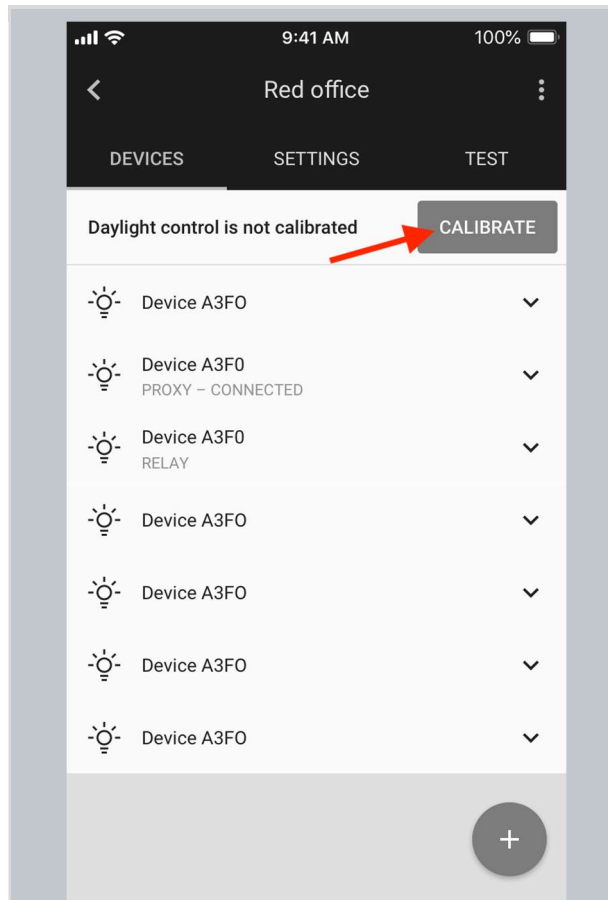 9:41 AM 100%
Red office
DEVICES SETTINGS TEST
Daylight control is not calibrated CALIBRATE
Device A3FO
Device A3F0
PROXY – CONNECTED
Device A3F0
RELAY
Device A3FO
Device A3FO
Device A3FO
Device A3FO